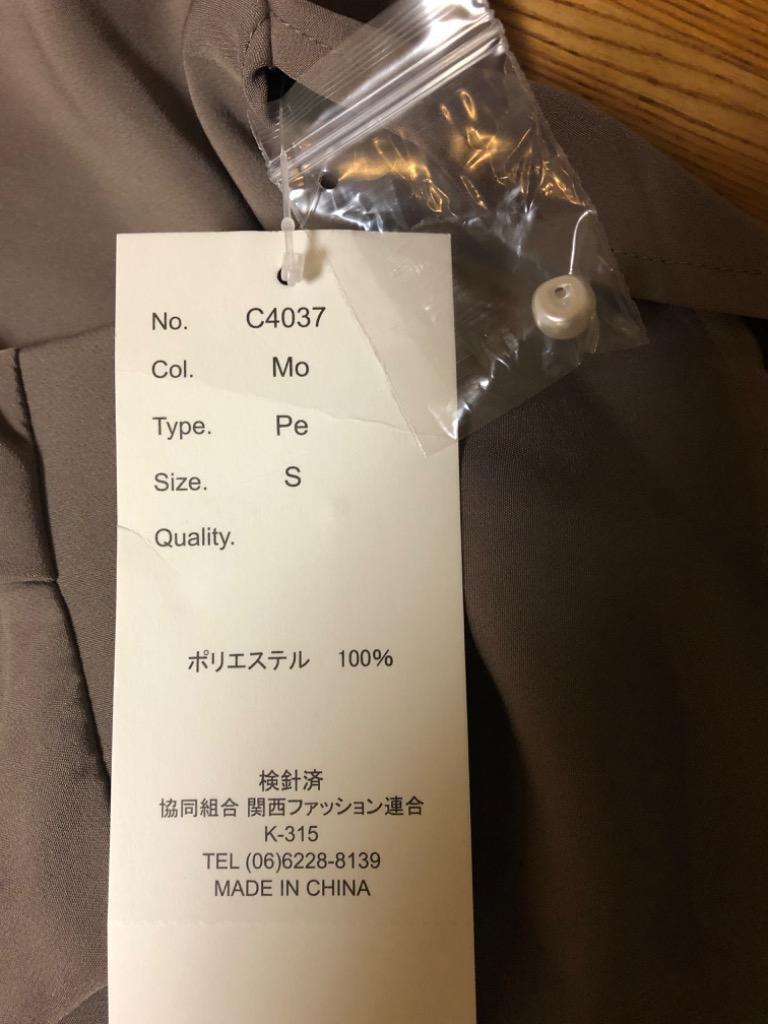 No. C4037
Col. Mo
Type. Pe
Size. S
Quality.
ポリエステル 100%
検針済
協同組合 関西ファッション連合
K-315
TEL (06)6228-8139
MADE IN CHINA